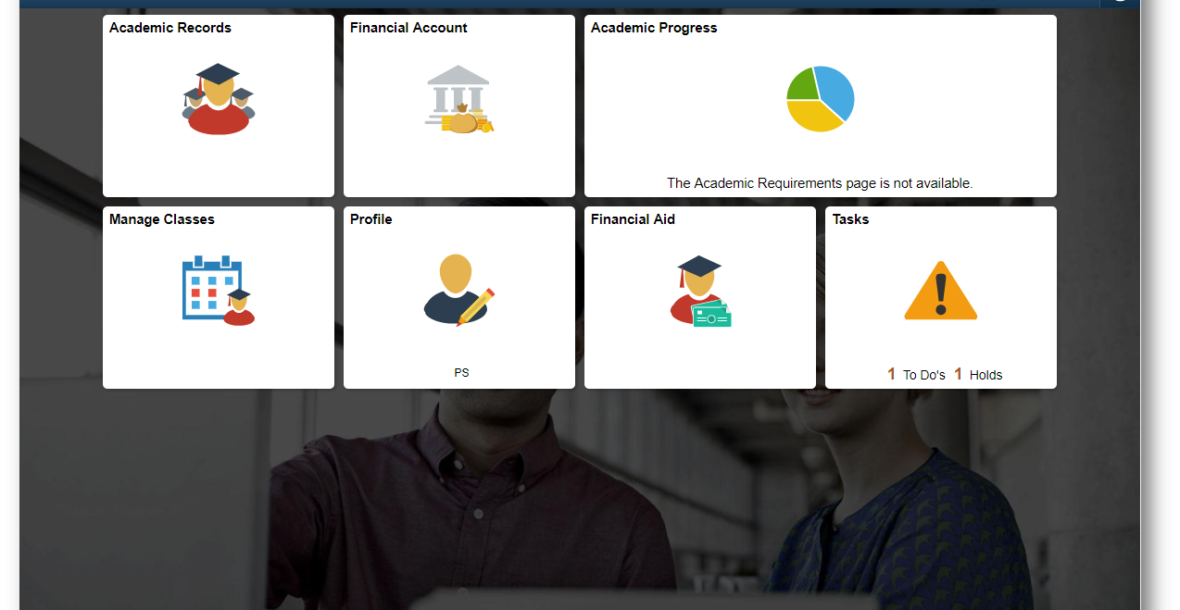 Academic Records
Financial Account
Academic Progress
The Academic Requirements page is not available.
Manage Classes
Profile
Financial Aid
Tasks
PS
1 To Do's 1 Holds